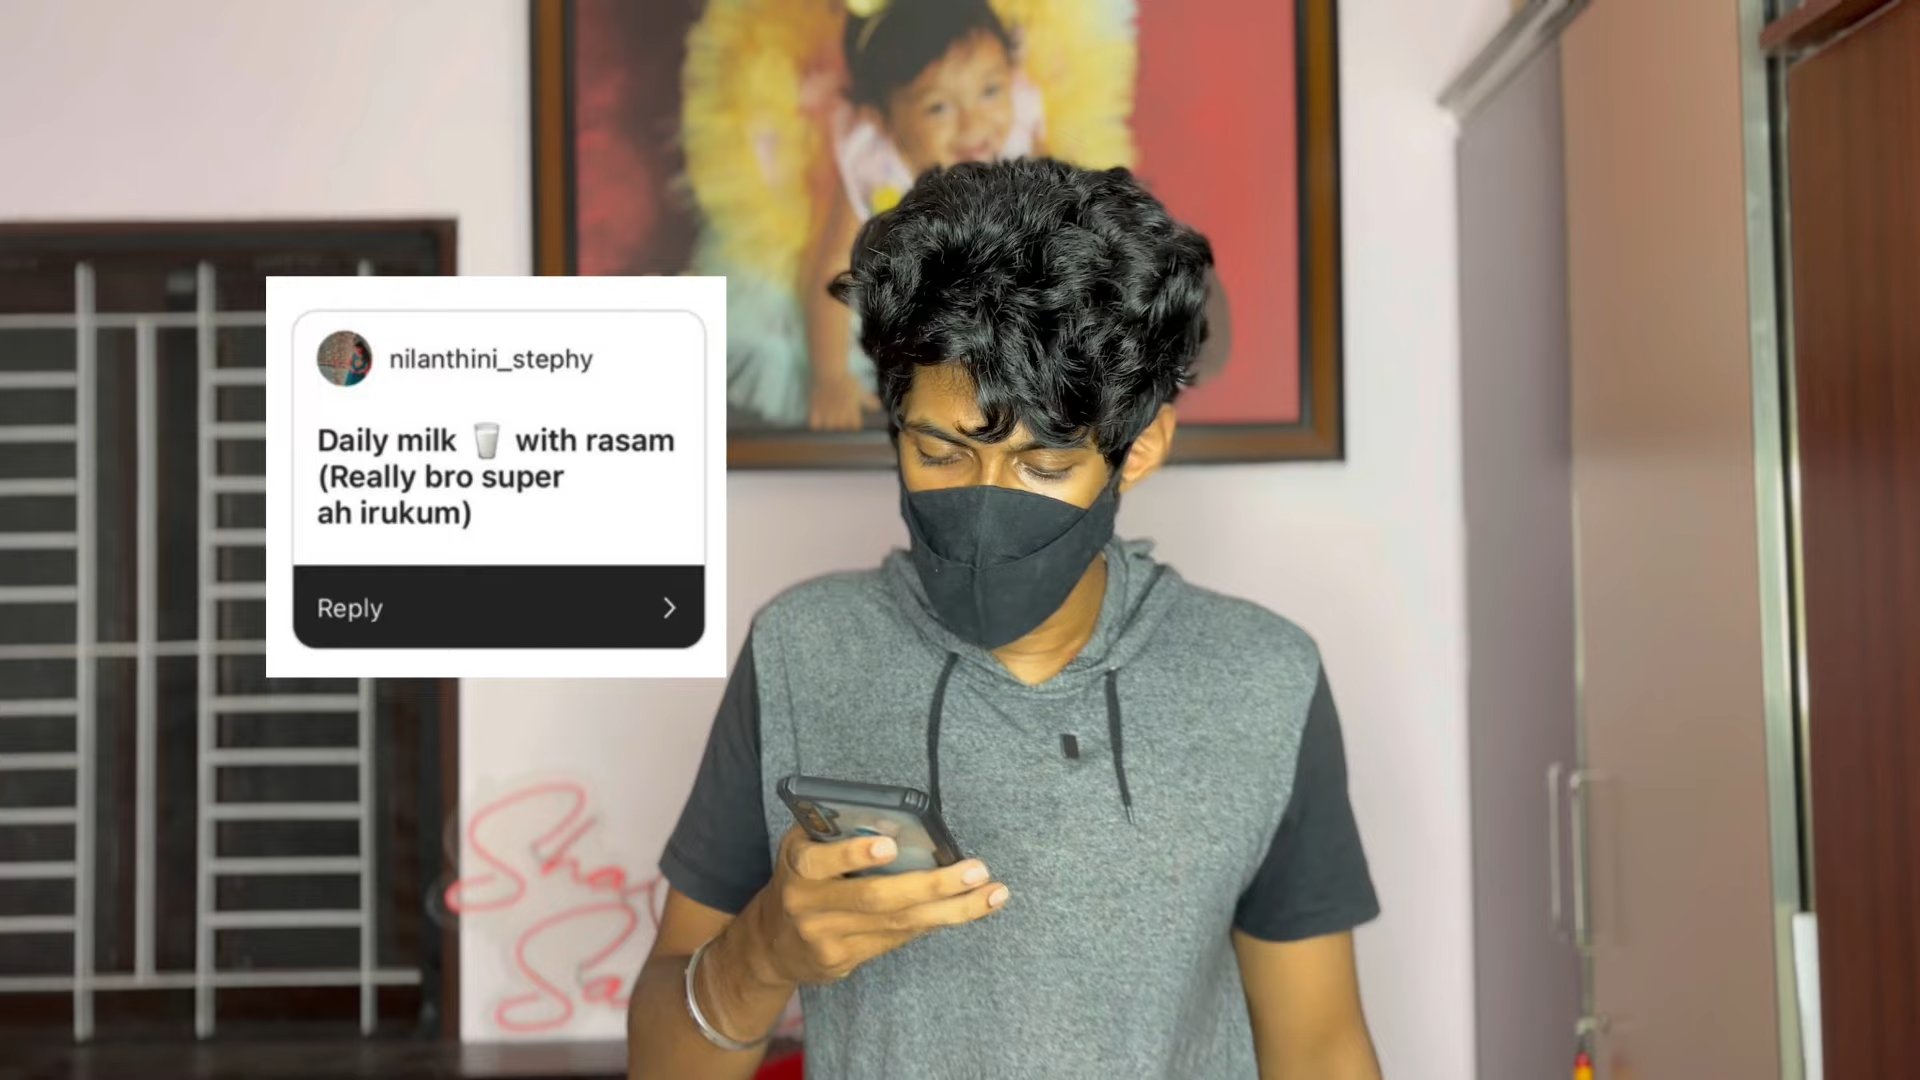 nilanthini_stephy
Daily milk 🥛 with rasam
(Really bro super
ah irukum)
Reply